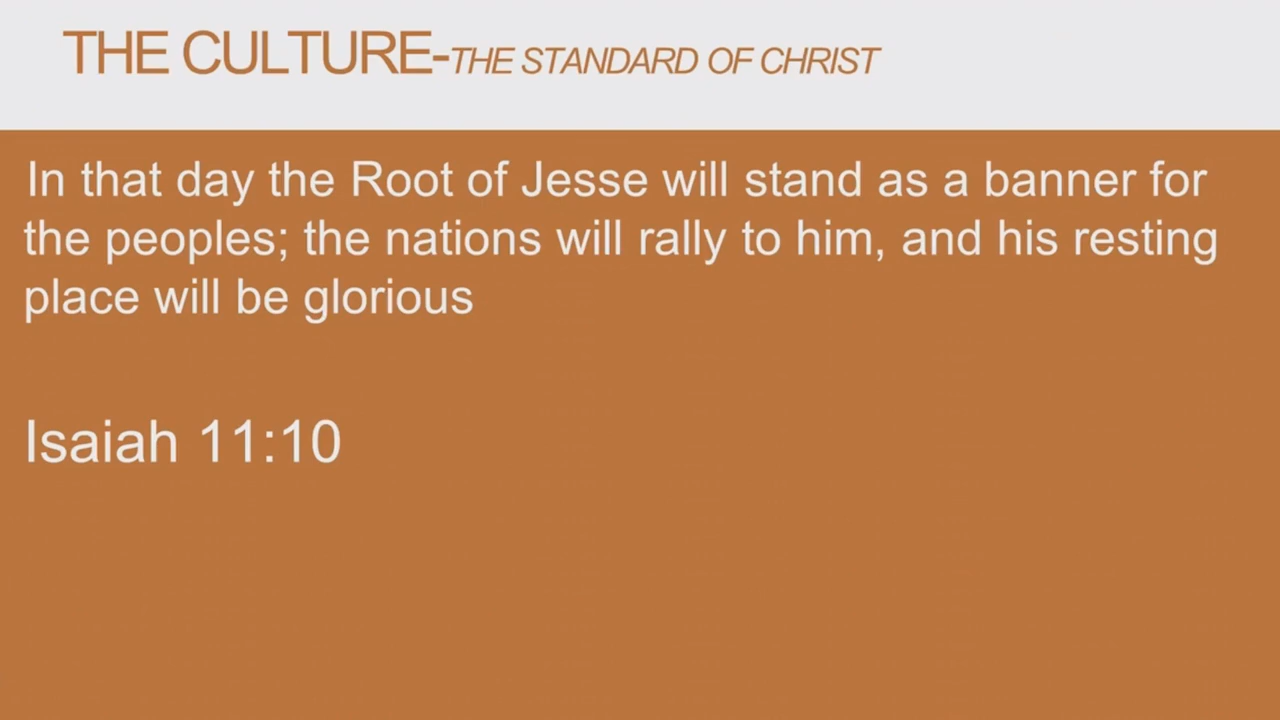 THE CULTURE-THE STANDARD OF CHRIST
In that day the Root of Jesse will stand as a banner for
the peoples; the nations will rally to him, and his resting
place will be glorious
Isaiah 11:10